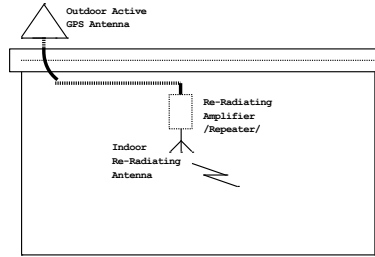 Outdoor Active
GPS Antenna
Re-Radiating
Amplifier
/Repeater/
Indoor
Re-Radiating
Antenna